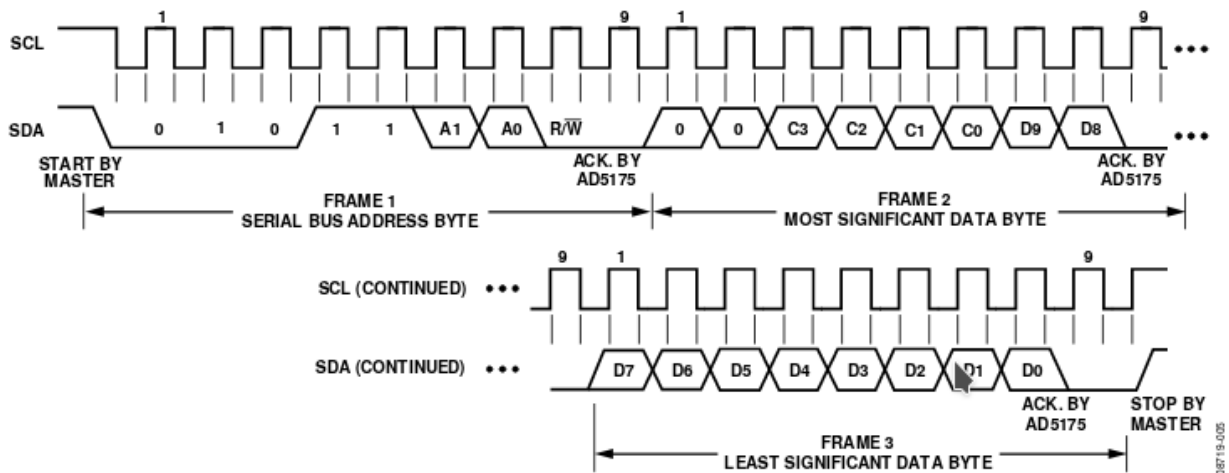 1 9 1 9
SCL
SDA 0 1 0 1 1 A1 A0 R/W̅ 0 0 C3 C2 C1 C0 D9 D8
START BY MASTER
ACK. BY AD5175
ACK. BY AD5175
FRAME 1
SERIAL BUS ADDRESS BYTE
FRAME 2
MOST SIGNIFICANT DATA BYTE
9 1 9
SCL (CONTINUED)
SDA (CONTINUED) D7 D6 D5 D4 D3 D2 D1 D0
ACK. BY AD5175
STOP BY MASTER
FRAME 3
LEAST SIGNIFICANT DATA BYTE
08719-005